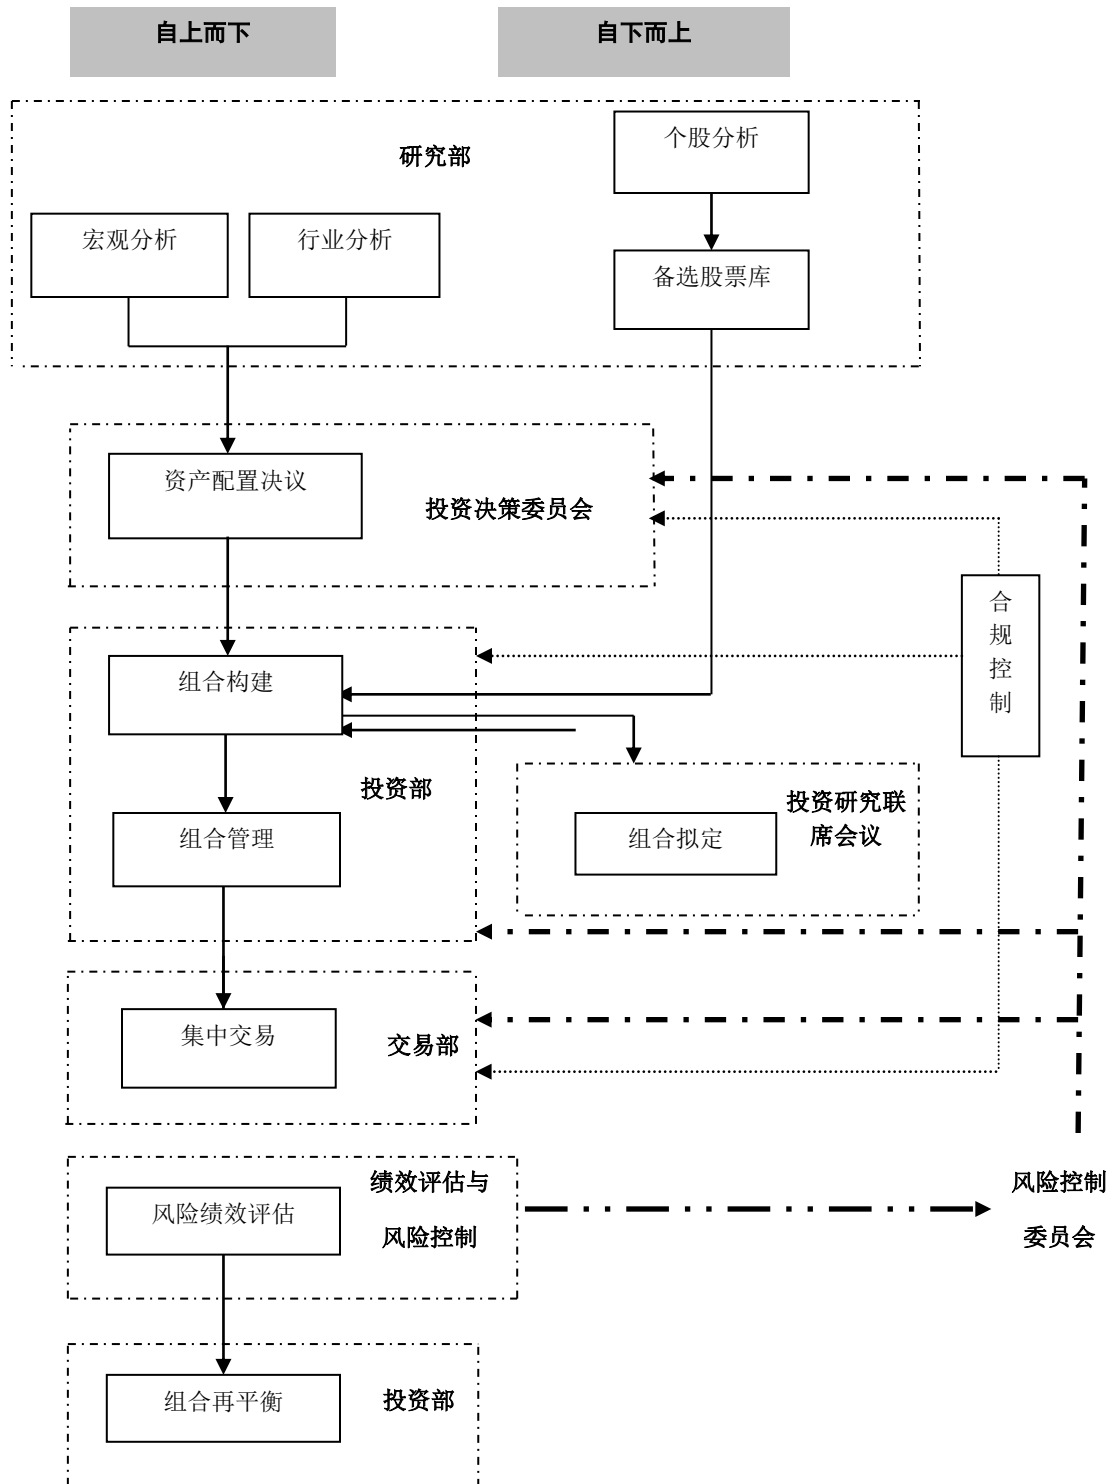 自上而下
自下而上
研究部
个股分析
宏观分析
行业分析
备选股票库
资产配置决议
投资决策委员会
合
规
控
制
组合构建
投资部
投资研究联
席会议
组合管理
组合拟定
集中交易
交易部
绩效评估与
风险控制
风险绩效评估
风险控制
委员会
组合再平衡
投资部